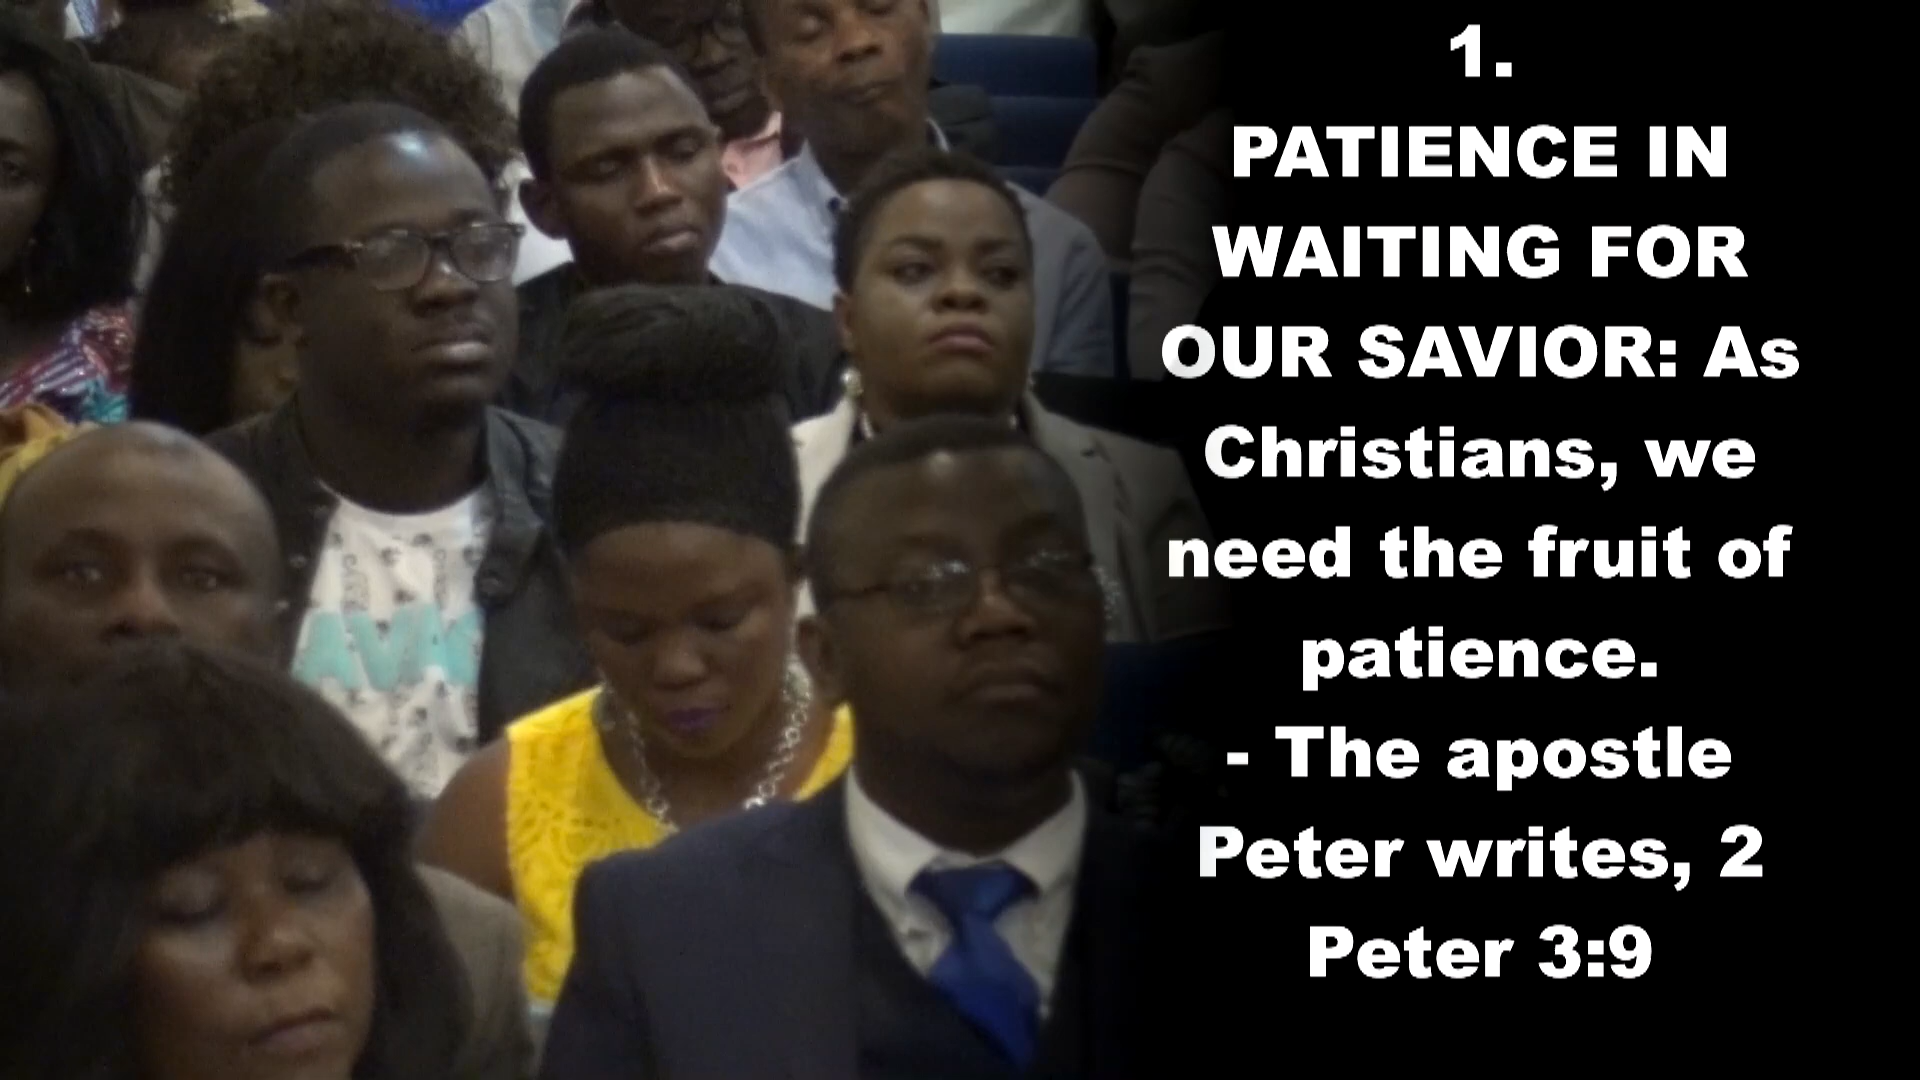 1.
PATIENCE IN
WAITING FOR
OUR SAVIOR: As
Christians, we
need the fruit of
patience.
- The apostle
Peter writes, 2
Peter 3:9